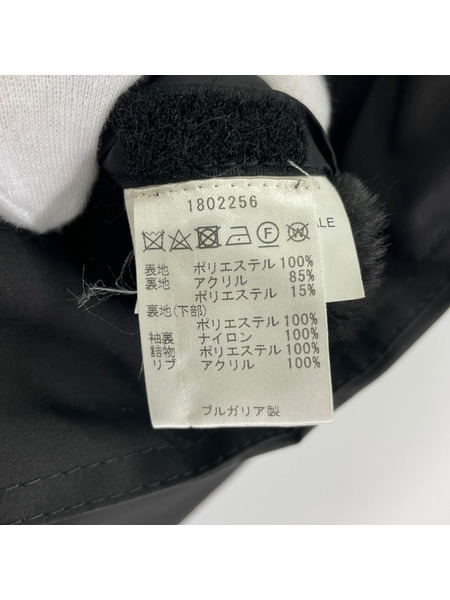 1802256
ALE
表地 ポリエステル 100%
裏地 アクリル 85%
ポリエステル 15%
裏地(下部)
ポリエステル 100%
袖裏 ナイロン 100%
詰物 ポリエステル 100%
リブ アクリル 100%
ブルガリア製